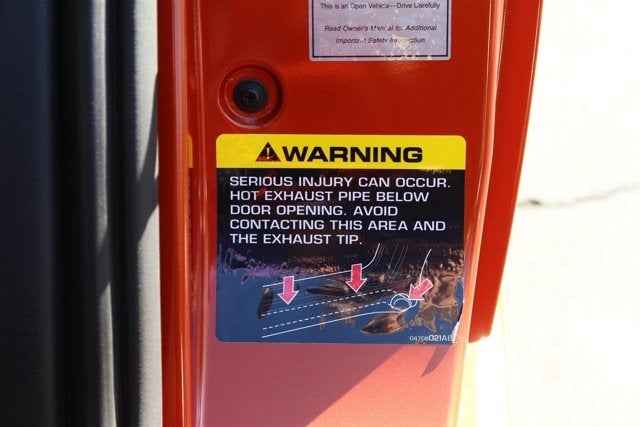 This is an Open Vehicle -- Drive Carefully
Read Owner's Manual for Additional
Important Safety Information
WARNING
SERIOUS INJURY CAN OCCUR.
HOT EXHAUST PIPE BELOW
DOOR OPENING. AVOID
CONTACTING THIS AREA AND
THE EXHAUST TIP.